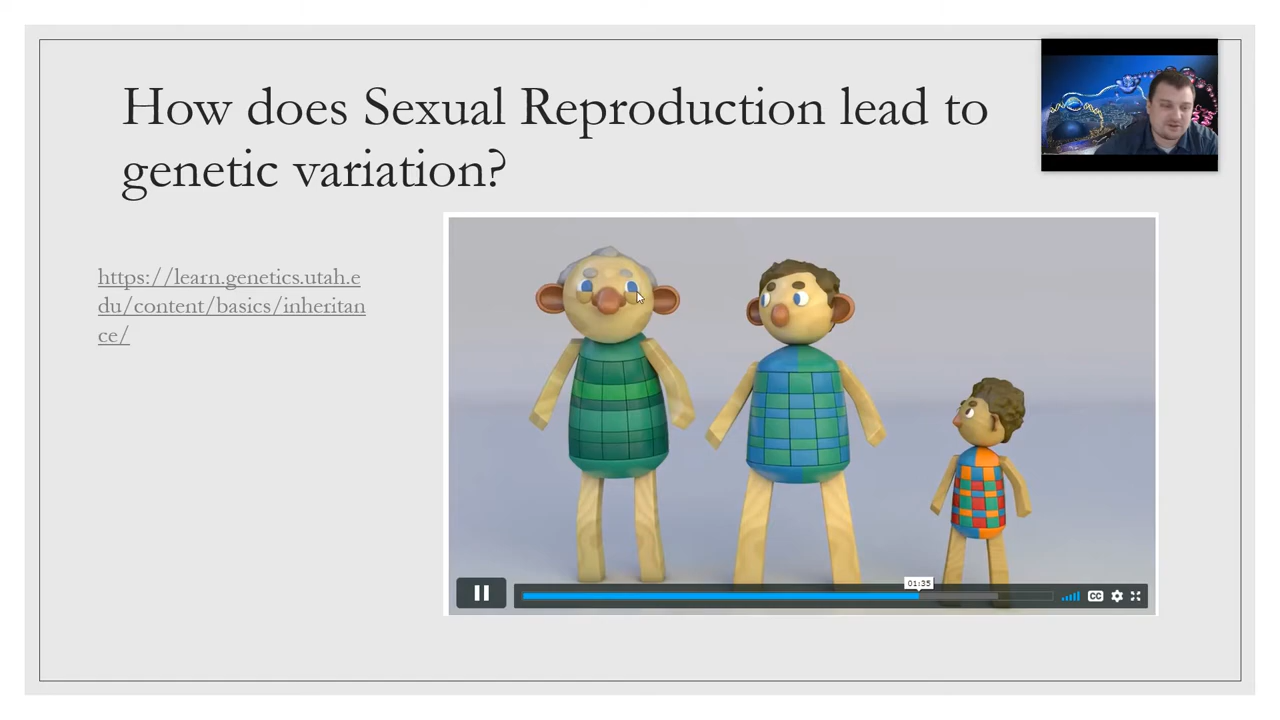 How does Sexual Reproduction lead to
genetic variation?
https://learn.genetics.utah.e
du/content/basics/inheritan
ce/
01:35
CC